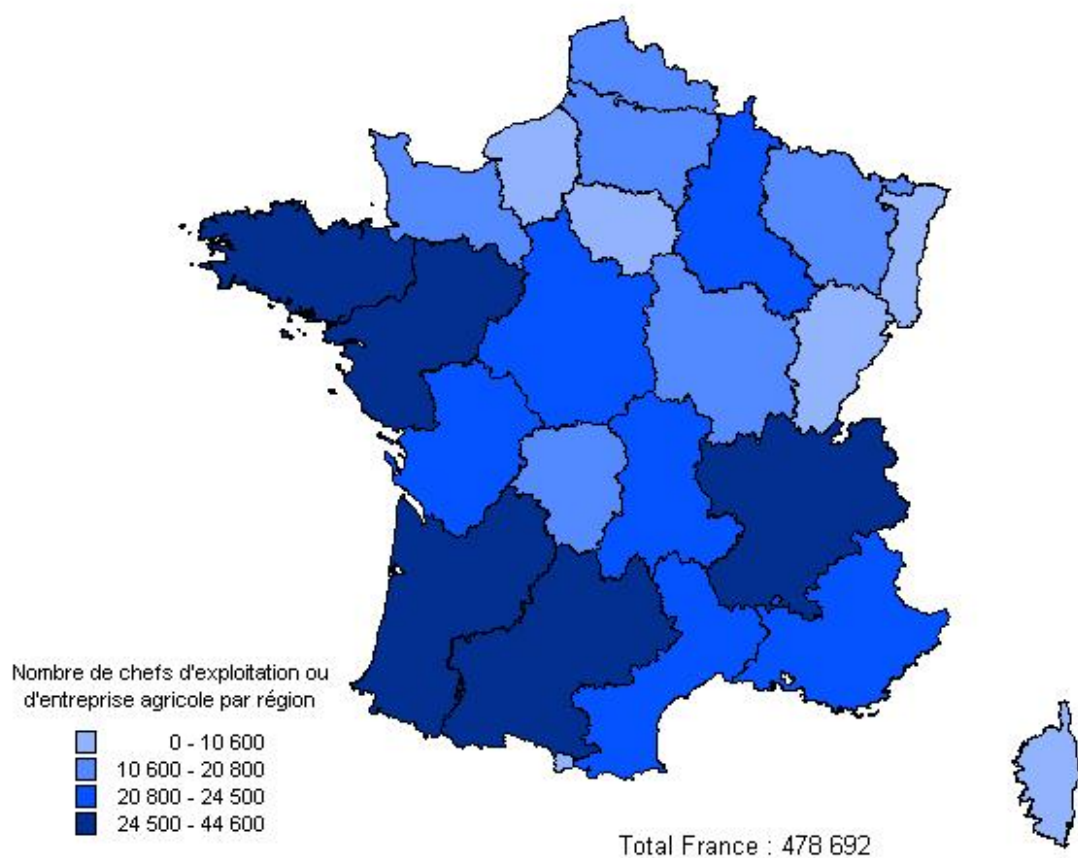 Nombre de chefs d'exploitation ou
d'entreprise agricole par région
0 - 10 600
10 600 - 20 800
20 800 - 24 500
24 500 - 44 600
Total France : 478 692